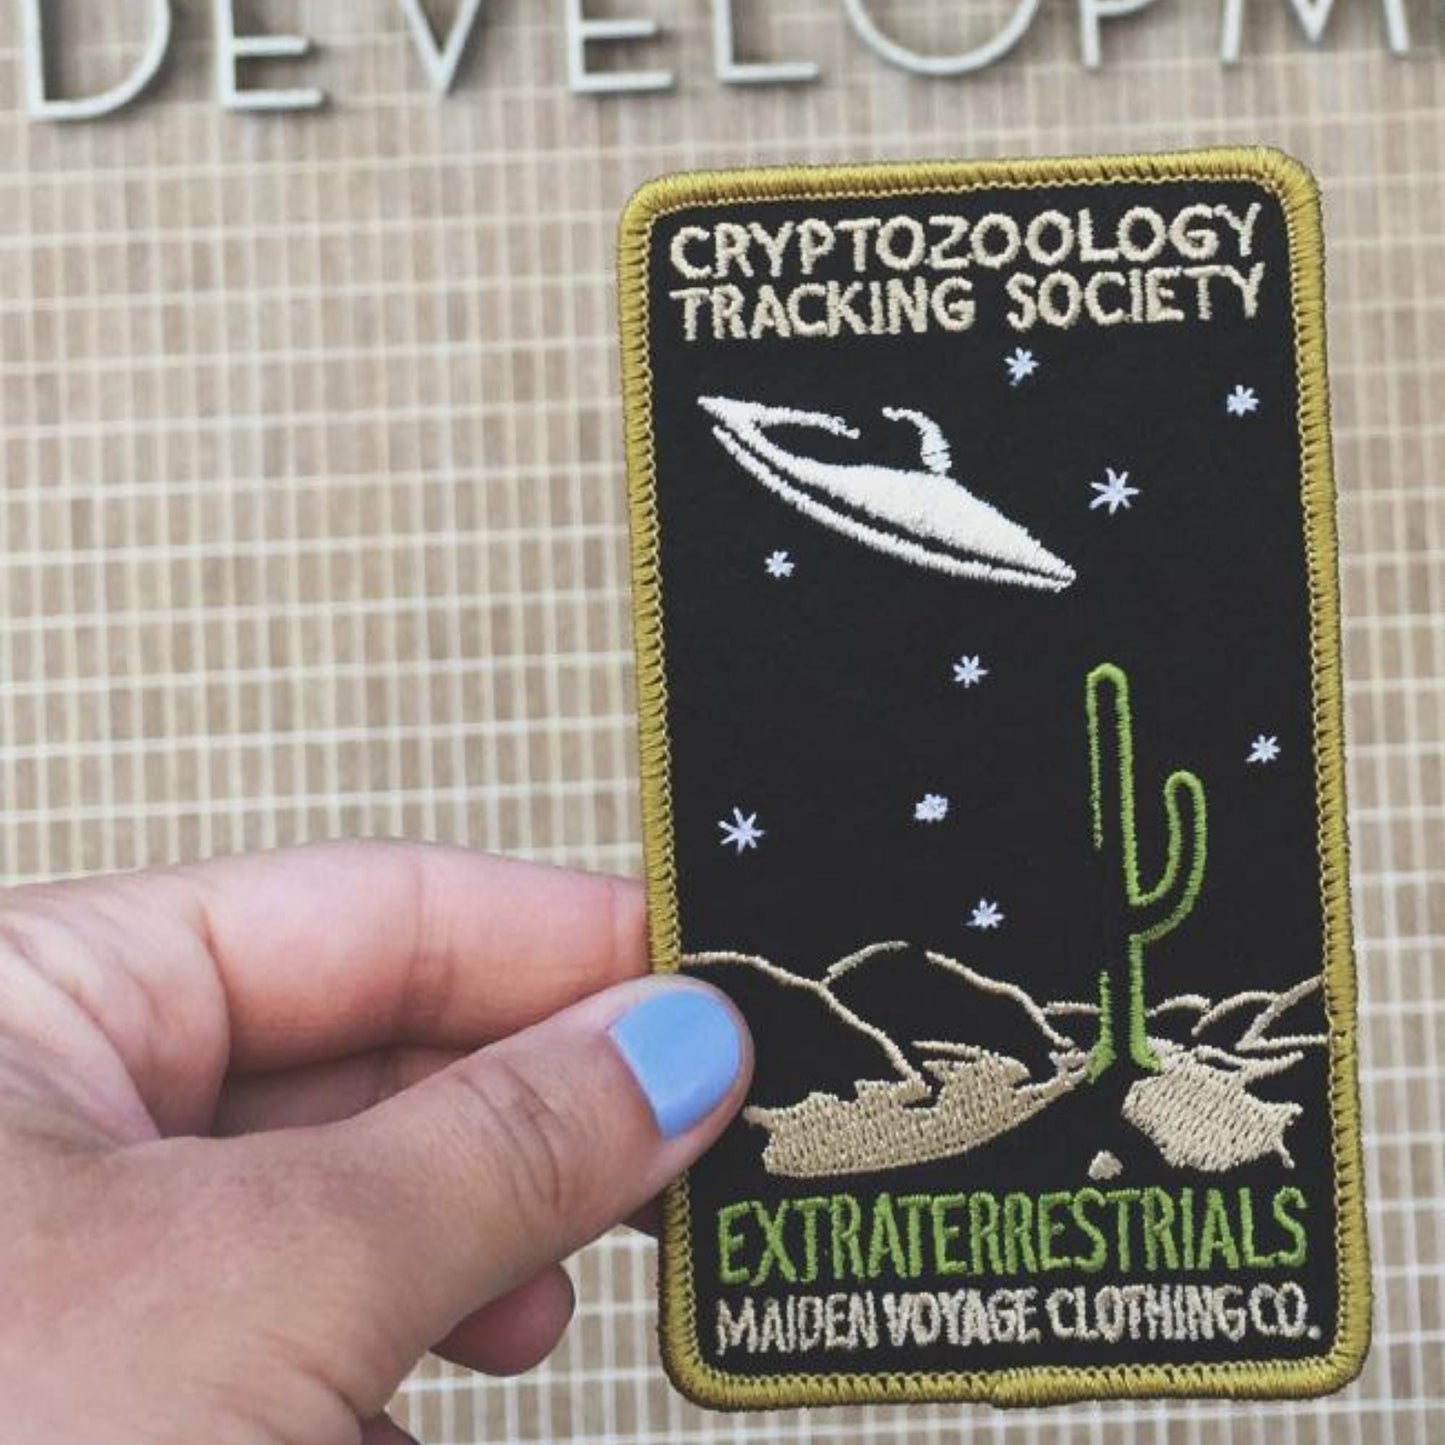 DEVELOPM
CRYPTOZOOLOGY
TRACKING SOCIETY
EXTRATERRESTRIALS
MAIDEN VOYAGE CLOTHING CO.